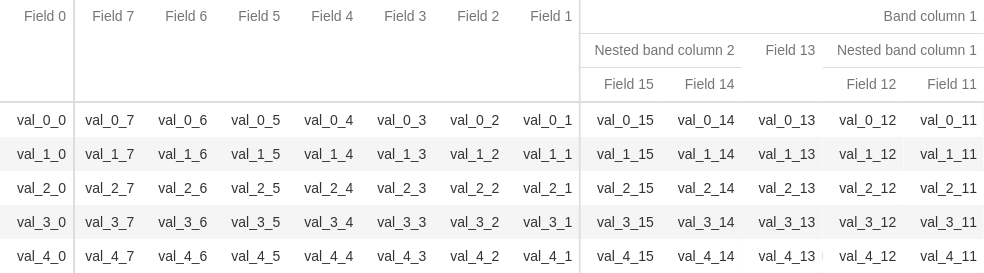 Field 0 Field 7 Field 6 Field 5 Field 4 Field 3 Field 2 Field 1 Band column 1
Nested band column 2 Field 13 Nested band column 1
Field 15 Field 14 Field 12 Field 11
val_0_0 val_0_7 val_0_6 val_0_5 val_0_4 val_0_3 val_0_2 val_0_1 val_0_15 val_0_14 val_0_13 val_0_12 val_0_11
val_1_0 val_1_7 val_1_6 val_1_5 val_1_4 val_1_3 val_1_2 val_1_1 val_1_15 val_1_14 val_1_13 val_1_12 val_1_11
val_2_0 val_2_7 val_2_6 val_2_5 val_2_4 val_2_3 val_2_2 val_2_1 val_2_15 val_2_14 val_2_13 val_2_12 val_2_11
val_3_0 val_3_7 val_3_6 val_3_5 val_3_4 val_3_3 val_3_2 val_3_1 val_3_15 val_3_14 val_3_13 val_3_12 val_3_11
val_4_0 val_4_7 val_4_6 val_4_5 val_4_4 val_4_3 val_4_2 val_4_1 val_4_15 val_4_14 val_4_13 val_4_12 val_4_11